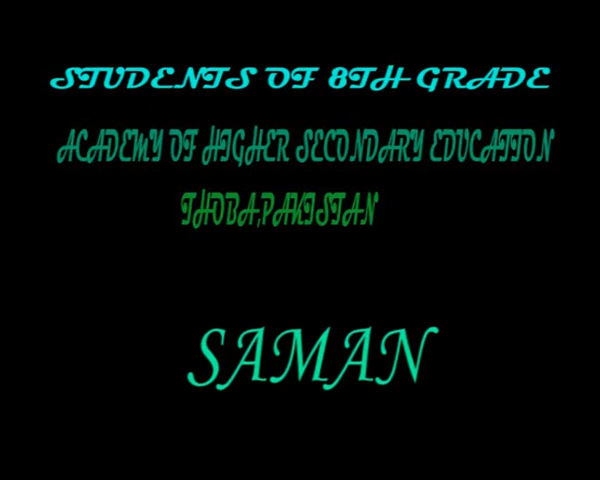 STUDENTS OF 8TH GRADE
ACADEMY OF HIGHER SECONDARY EDUCATION
THOBA,PAKISTAN
SAMAN